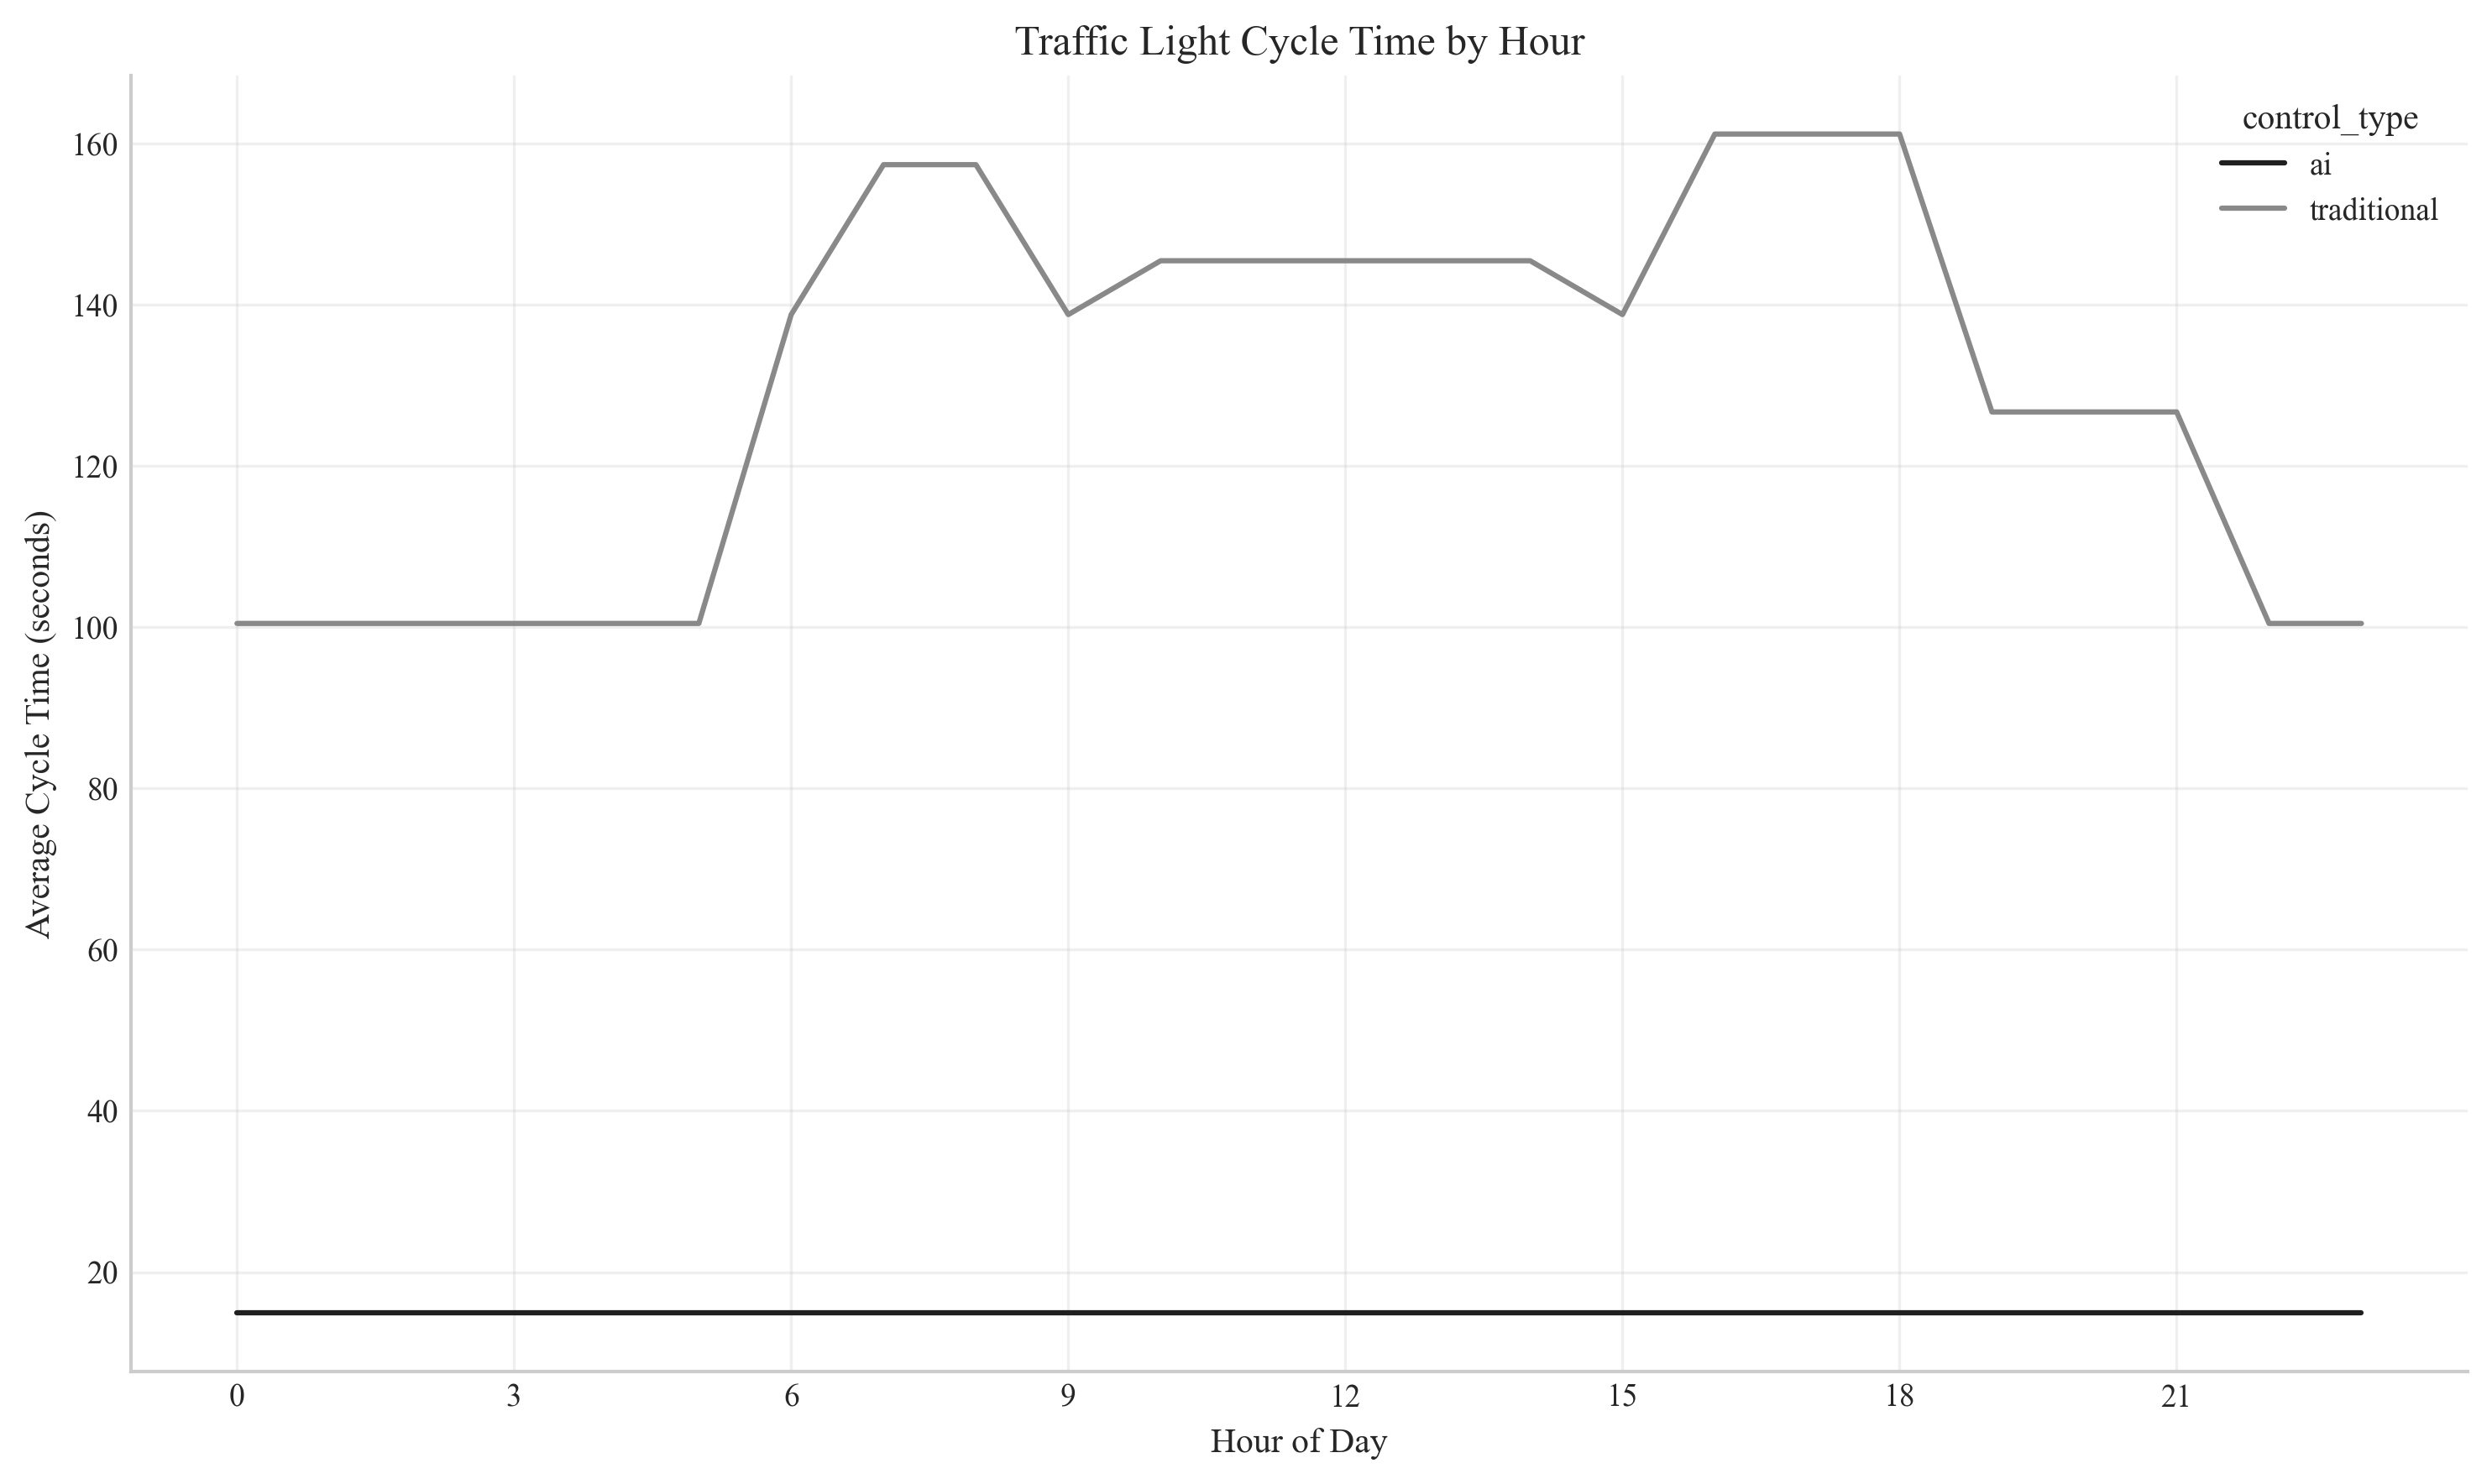 Traffic Light Cycle Time by Hour
control_type
ai
traditional
Average Cycle Time (seconds)
160
140
120
100
80
60
40
20
0 3 6 9 12 15 18 21
Hour of Day